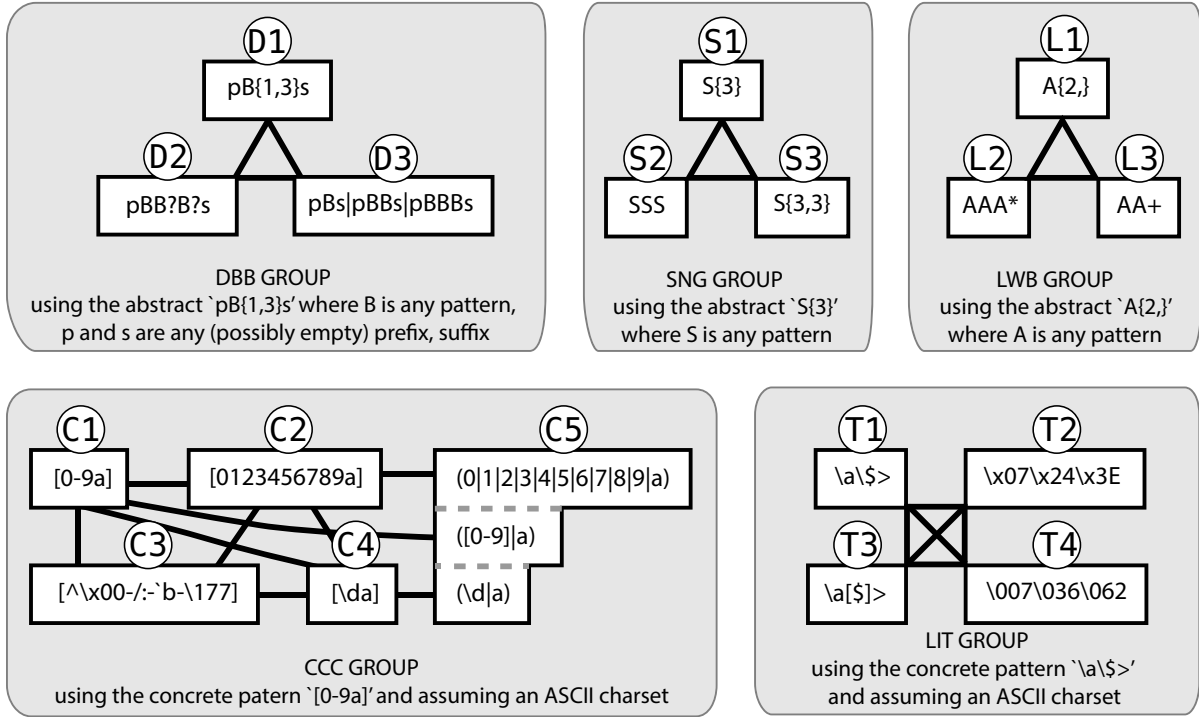 D1
pB{1,3}s
D2
D3
pBB?B?s
pBs|pBBs|pBBBs
DBB GROUP
using the abstract `pB{1,3}s' where B is any pattern,
p and s are any (possibly empty) prefix, suffix
S1
S{3}
S2
S3
SSS
S{3,3}
SNG GROUP
using the abstract `S{3}'
where S is any pattern
L1
A{2,}
L2
L3
AAA*
AA+
LWB GROUP
using the abstract `A{2,}'
where A is any pattern
C1
C2
C5
[0-9a]
[0123456789a]
(0|1|2|3|4|5|6|7|8|9|a)
C3
C4
([0-9]|a)
[^\x00-/:-`b-\177]
[\da]
(\d|a)
CCC GROUP
using the concrete patern `[0-9a]' and assuming an ASCII charset
T1
T2
\a\$>
\x07\x24\x3E
T3
T4
\a[$]>
\007\036\062
LIT GROUP
using the concrete pattern `\a\$>'
and assuming an ASCII charset